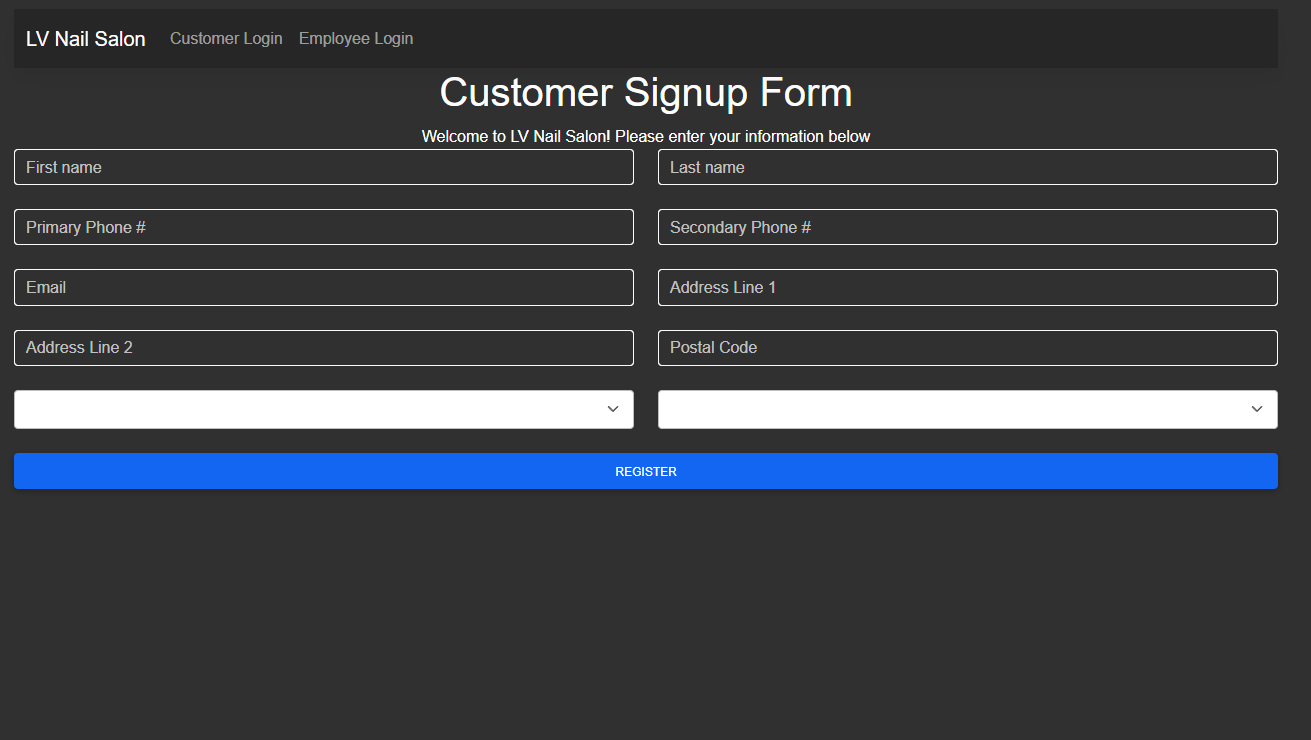 LV Nail Salon Customer Login Employee Login
Customer Signup Form
Welcome to LV Nail Salon! Please enter your information below
First name Last name
Primary Phone # Secondary Phone #
Email Address Line 1
Address Line 2 Postal Code
REGISTER